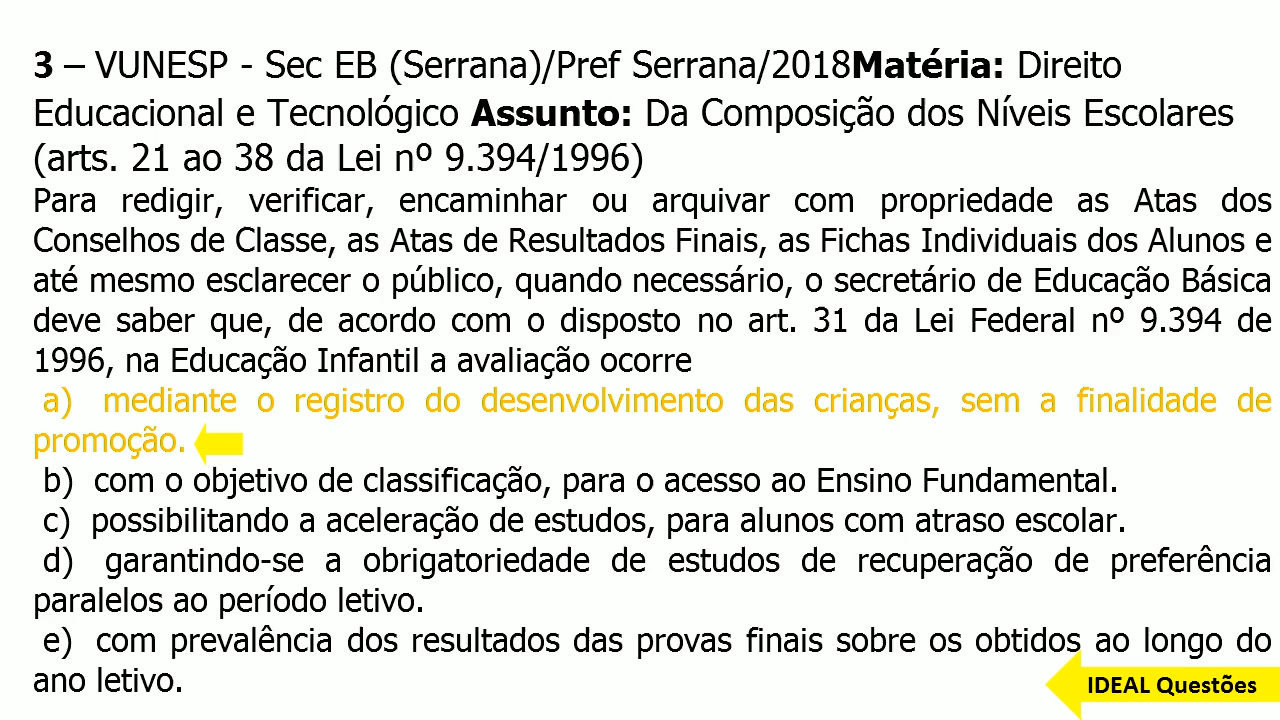 3 – VUNESP - Sec EB (Serrana)/Pref Serrana/2018Matéria: Direito
Educacional e Tecnológico Assunto: Da Composição dos Níveis Escolares
(arts. 21 ao 38 da Lei nº 9.394/1996)
Para redigir, verificar, encaminhar ou arquivar com propriedade as Atas dos
Conselhos de Classe, as Atas de Resultados Finais, as Fichas Individuais dos Alunos e
até mesmo esclarecer o público, quando necessário, o secretário de Educação Básica
deve saber que, de acordo com o disposto no art. 31 da Lei Federal nº 9.394 de
1996, na Educação Infantil a avaliação ocorre
a) mediante o registro do desenvolvimento das crianças, sem a finalidade de
promoção.
b) com o objetivo de classificação, para o acesso ao Ensino Fundamental.
c) possibilitando a aceleração de estudos, para alunos com atraso escolar.
d) garantindo-se a obrigatoriedade de estudos de recuperação de preferência
paralelos ao período letivo.
e) com prevalência dos resultados das provas finais sobre os obtidos ao longo do
ano letivo.
IDEAL Questões